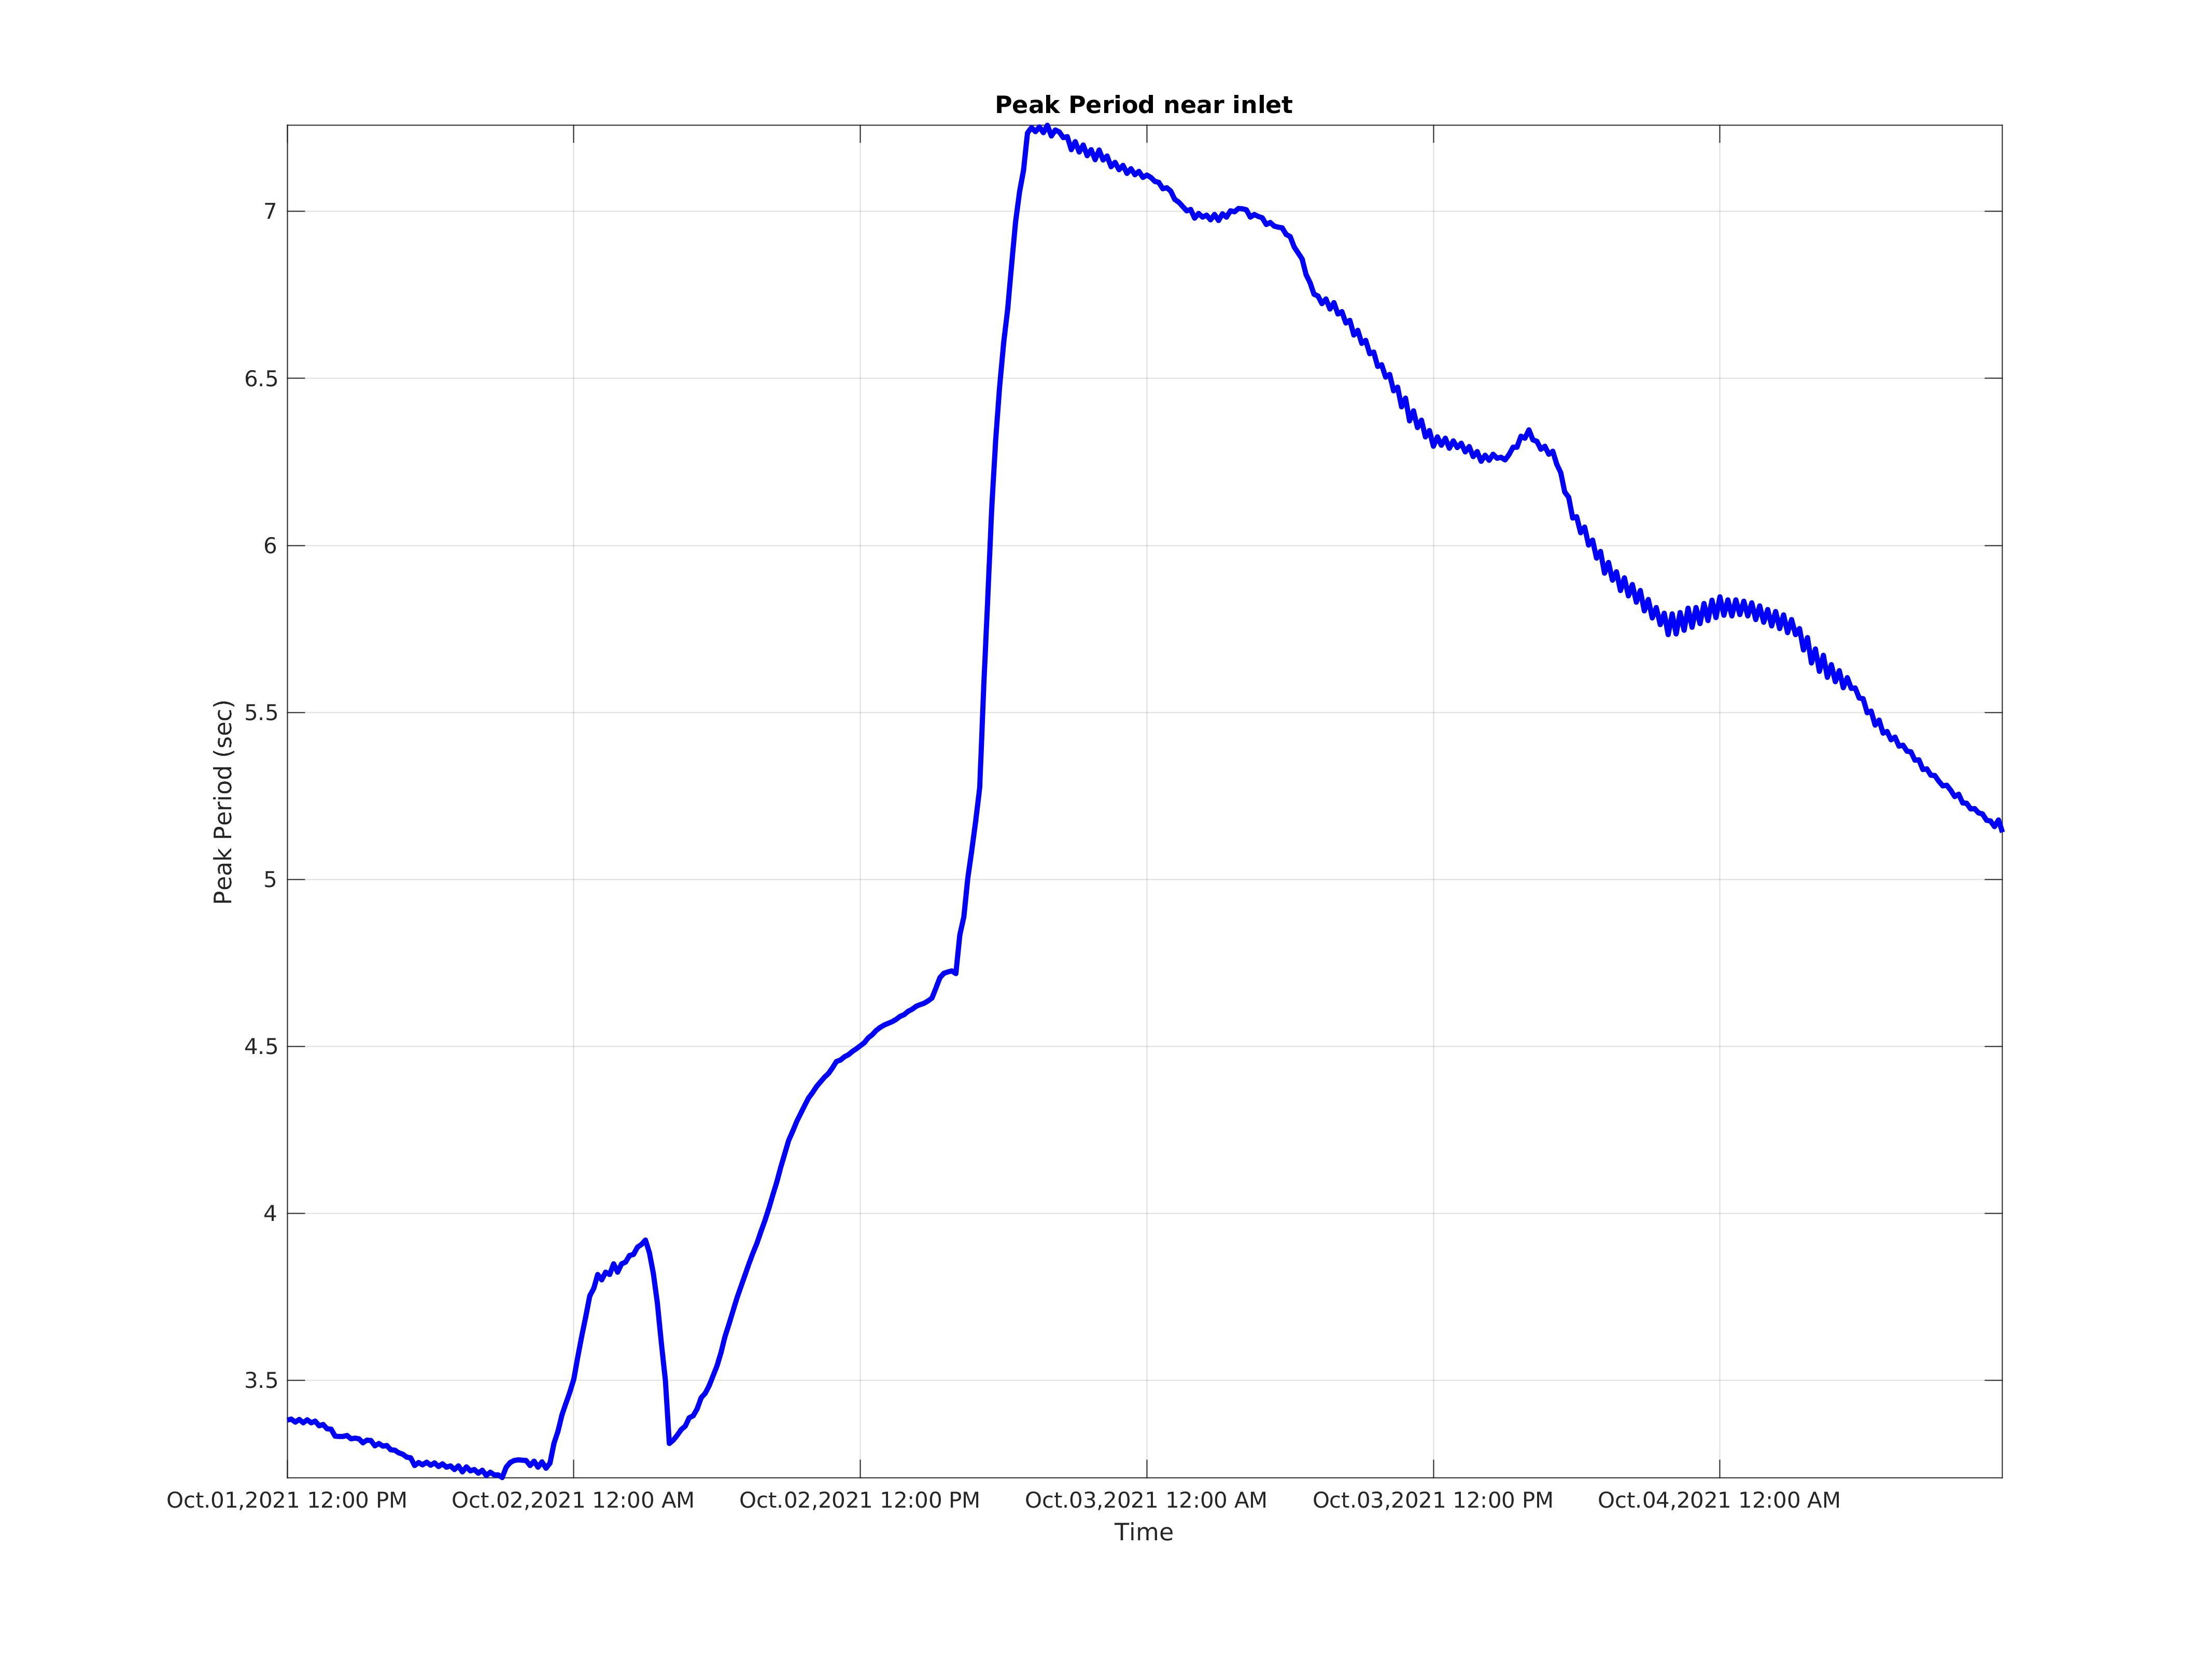 Peak Period near inlet
7
6.5
6
5.5
5
4.5
4
3.5
Peak Period (sec)
Oct.01,2021 12:00 PM
Oct.02,2021 12:00 AM
Oct.02,2021 12:00 PM
Oct.03,2021 12:00 AM
Oct.03,2021 12:00 PM
Oct.04,2021 12:00 AM
Time